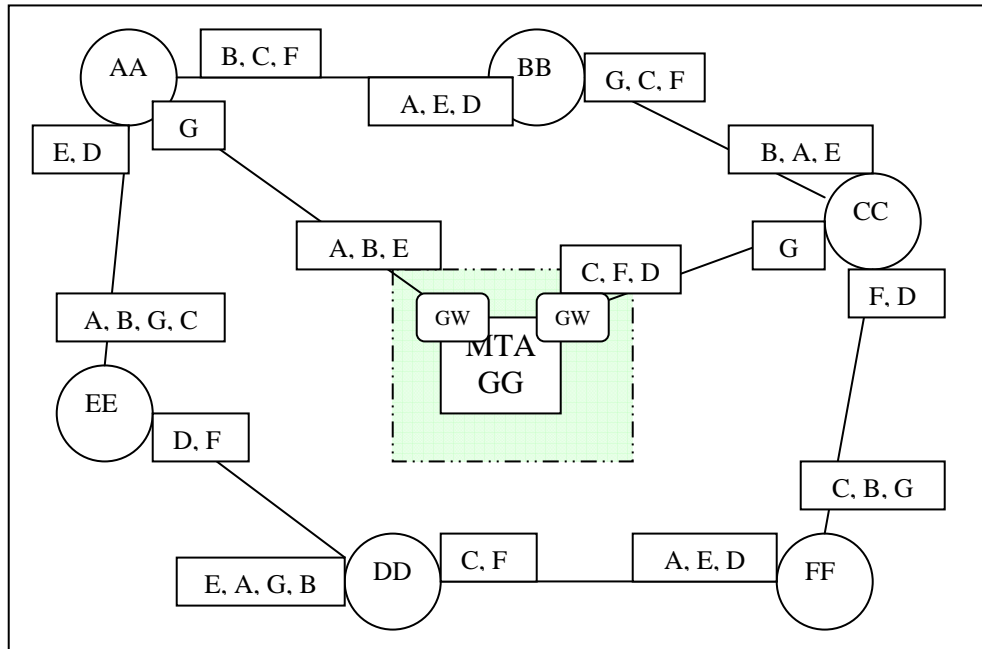 AA
B, C, F
BB
G, C, F
A, E, D
G
E, D
B, A, E
CC
A, B, E
C, F, D
G
F, D
A, B, G, C
GW
GW
MTA
GG
EE
D, F
C, B, G
E, A, G, B
DD
C, F
A, E, D
FF